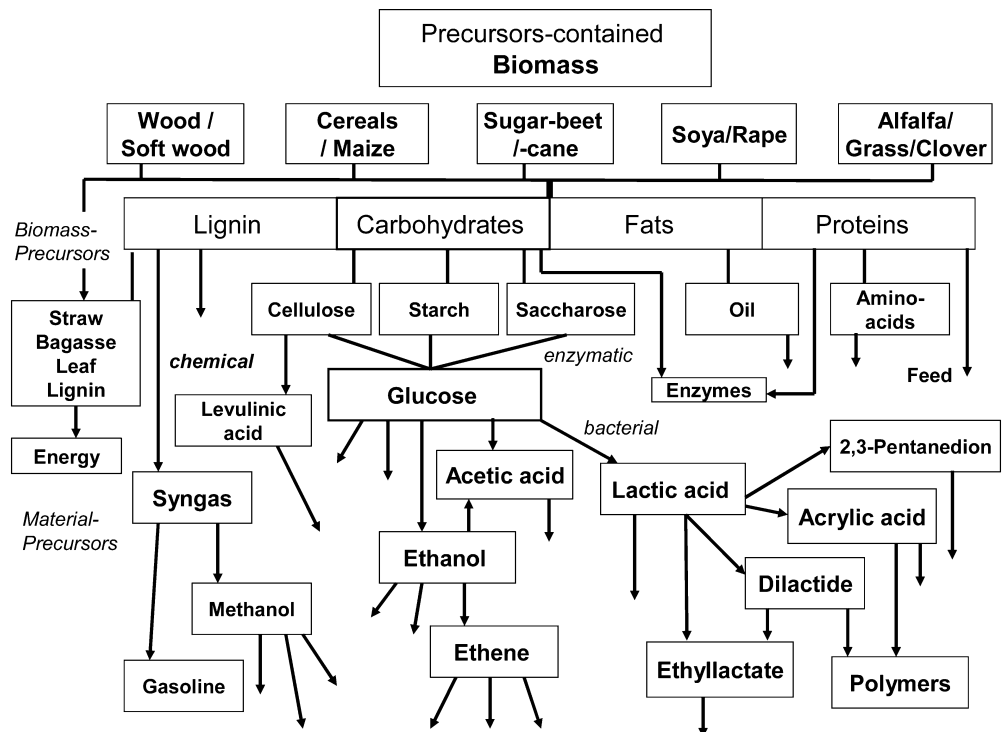 Precursors-contained
Biomass
Wood /
Soft wood
Cereals
/ Maize
Sugar-beet
/-cane
Soya/Rape
Alfalfa/
Grass/Clover
Biomass-
Precursors
Lignin
Carbohydrates
Fats
Proteins
Straw
Bagasse
Leaf
Lignin
Cellulose
Starch
Saccharose
Oil
Amino-
acids
chemical
enzymatic
Feed
Glucose
Enzymes
Levulinic
acid
bacterial
Energy
Acetic acid
2,3-Pentanedion
Syngas
Lactic acid
Acrylic acid
Material-
Precursors
Ethanol
Dilactide
Methanol
Ethene
Ethyllactate
Gasoline
Polymers